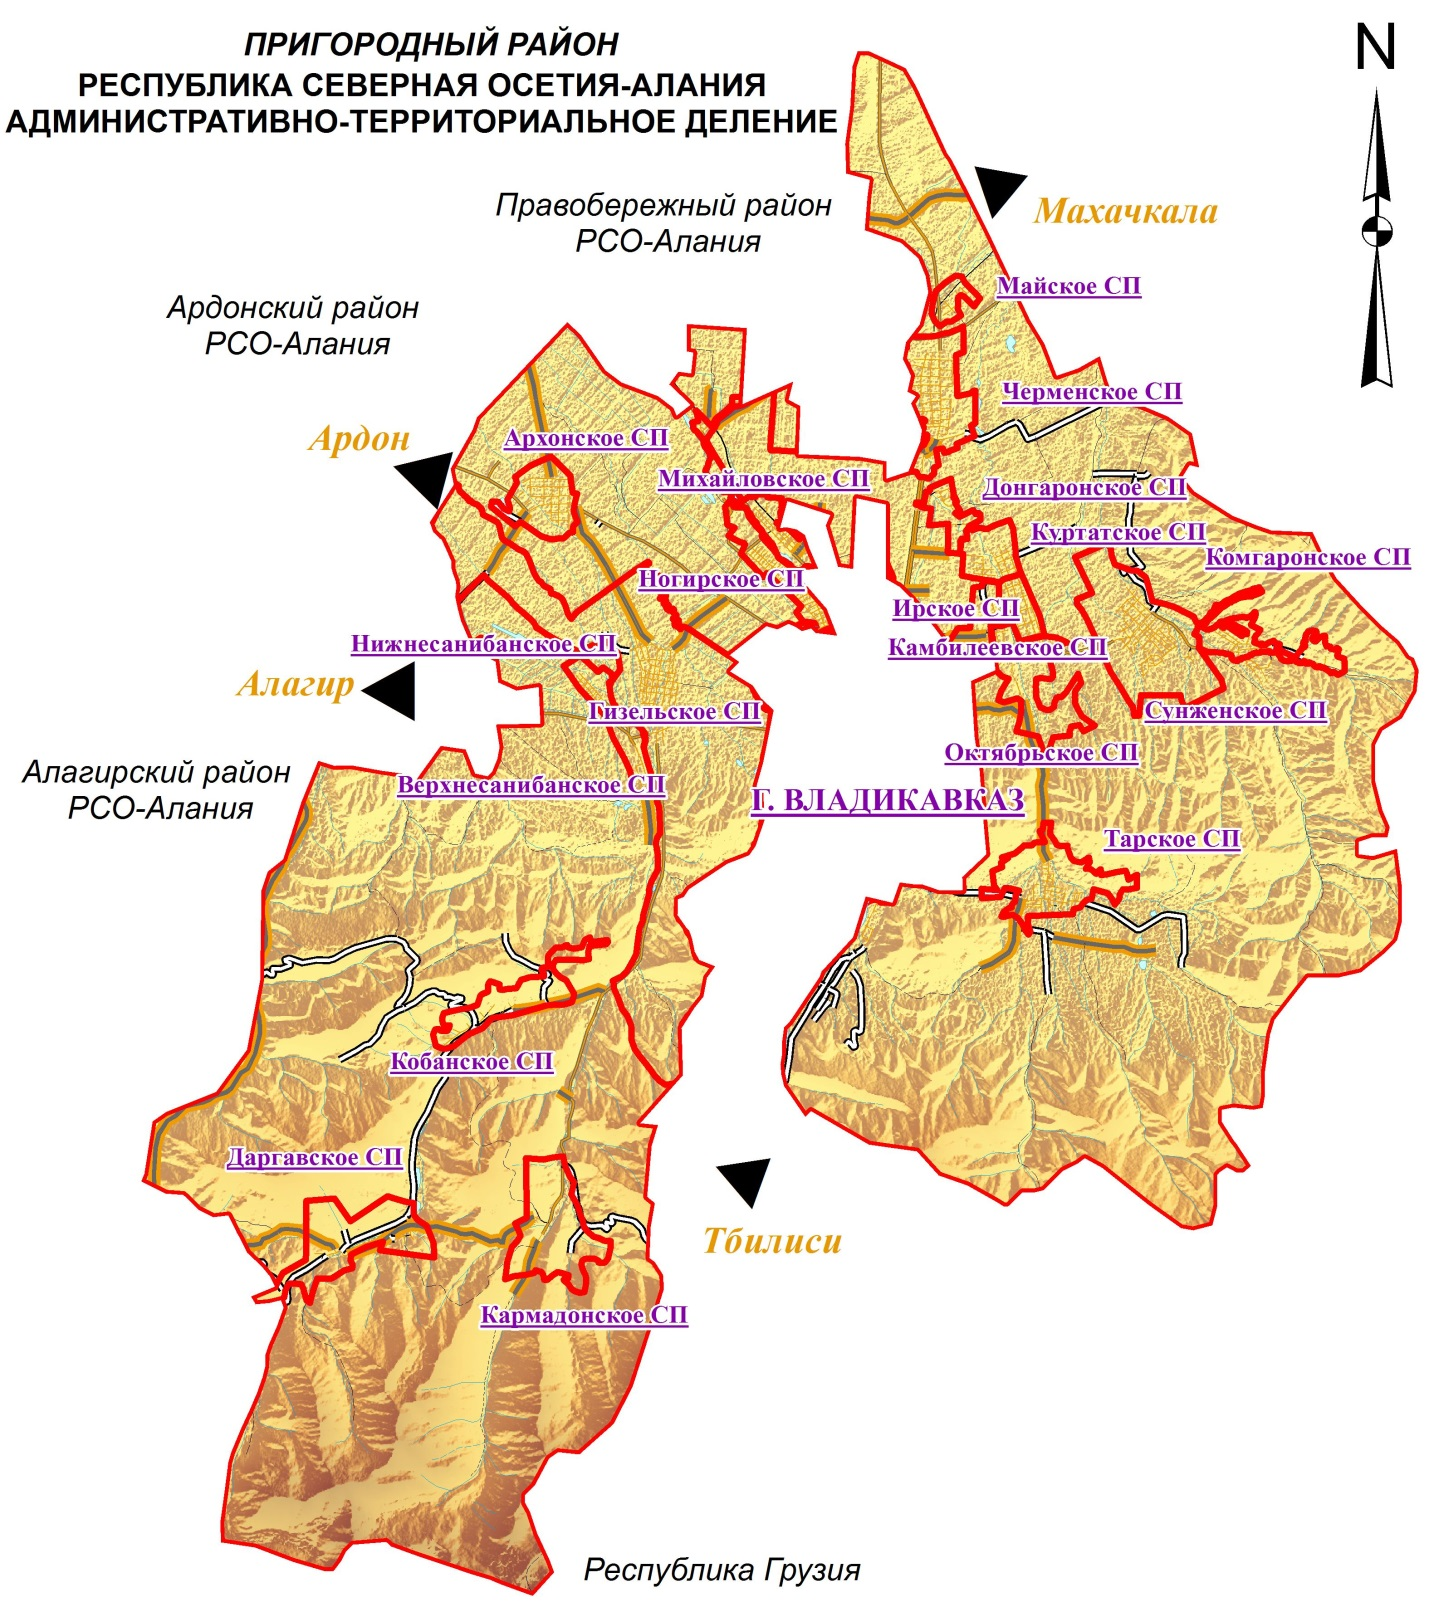 ПРИГОРОДНЫЙ РАЙОН
РЕСПУБЛИКА СЕВЕРНАЯ ОСЕТИЯ-АЛАНИЯ
АДМИНИСТРАТИВНО-ТЕРРИТОРИАЛЬНОЕ ДЕЛЕНИЕ
N
Правобережный район
РСО-Алания
Махачкала
Майское СП
Ардонский район
РСО-Алания
Черменское СП
Ардон
Архонское СП
Михайловское СП
Донгаронское СП
Куртатское СП
Комгаронское СП
Ногирское СП
Ирское СП
Нижнесанибанское СП
Камбилеевское СП
Алагир
Гизельское СП
Сунженское СП
Октябрьское СП
Алагирский район
РСО-Алания
Верхнесанибанское СП
Г. ВЛАДИКАВКАЗ
Тарское СП
Кобанское СП
Даргавское СП
Тбилиси
Кармадонское СП
Республика Грузия